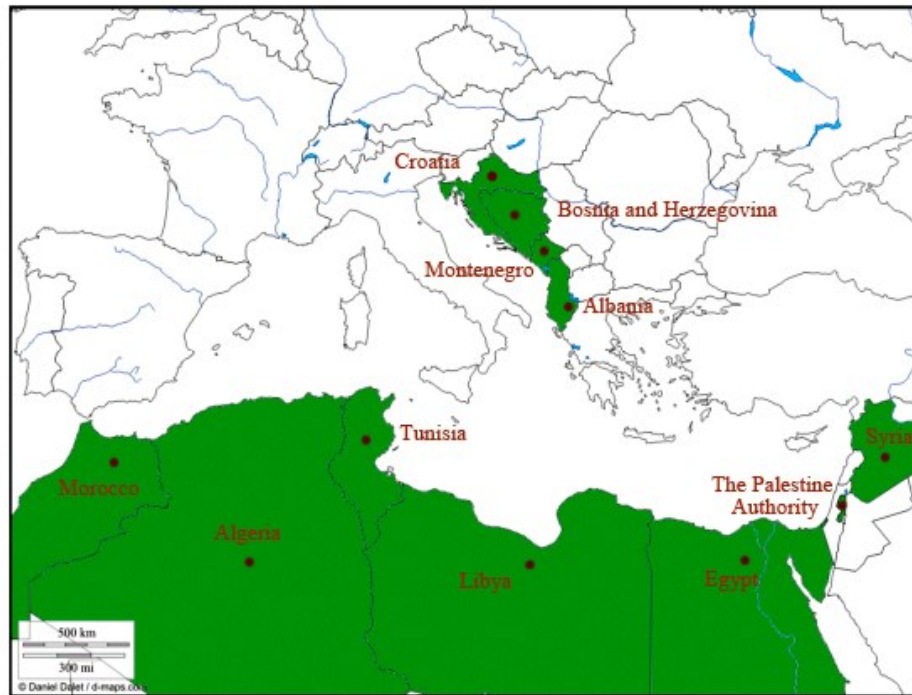 Croatia
Bosnia and Herzegovina
Montenegro
Albania
Tunisia
Syria
Morocco
The Palestine
Authority
Algeria
Libya
Egypt
500 km
300 mi
© Daniel Dalet / d-maps.co